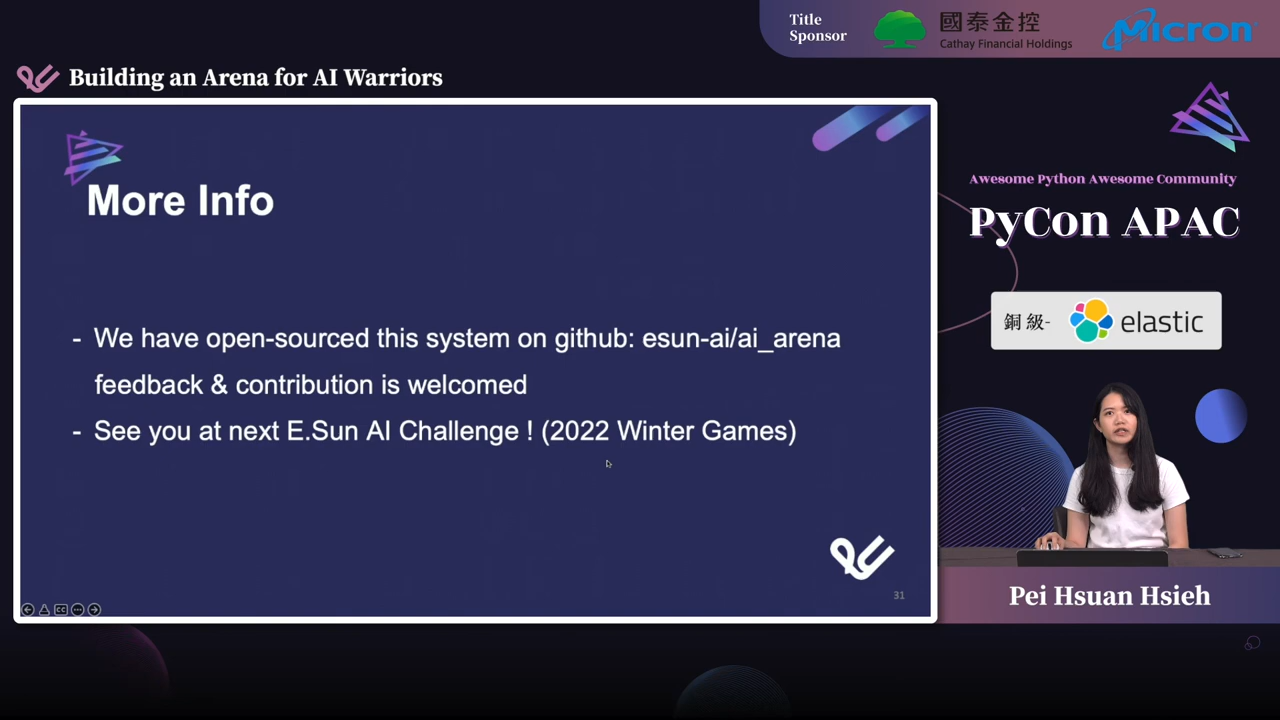 Title
Sponsor
國泰金控
Cathay Financial Holdings
Micron
Building an Arena for AI Warriors
More Info
- We have open-sourced this system on github: esun-ai/ai_arena
feedback & contribution is welcomed
- See you at next E.Sun AI Challenge ! (2022 Winter Games)
31
Awesome Python Awesome Community
PyCon APAC
銅級- elastic
Pei Hsuan Hsieh